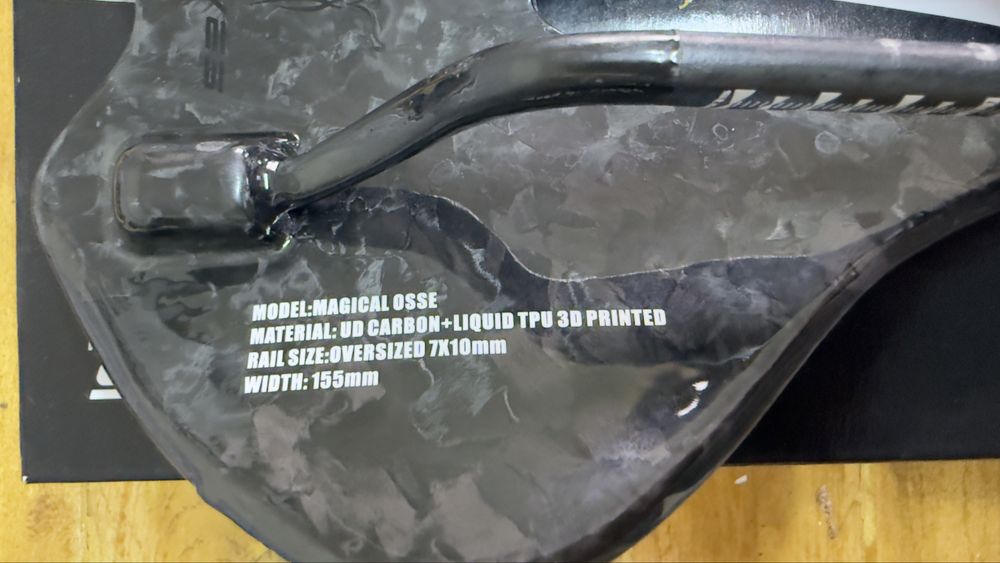 MODEL:MAGICAL OSSE
MATERIAL: UD CARBON+LIQUID TPU 3D PRINTED
RAIL SIZE:OVERSIZED 7X10mm
WIDTH: 155mm